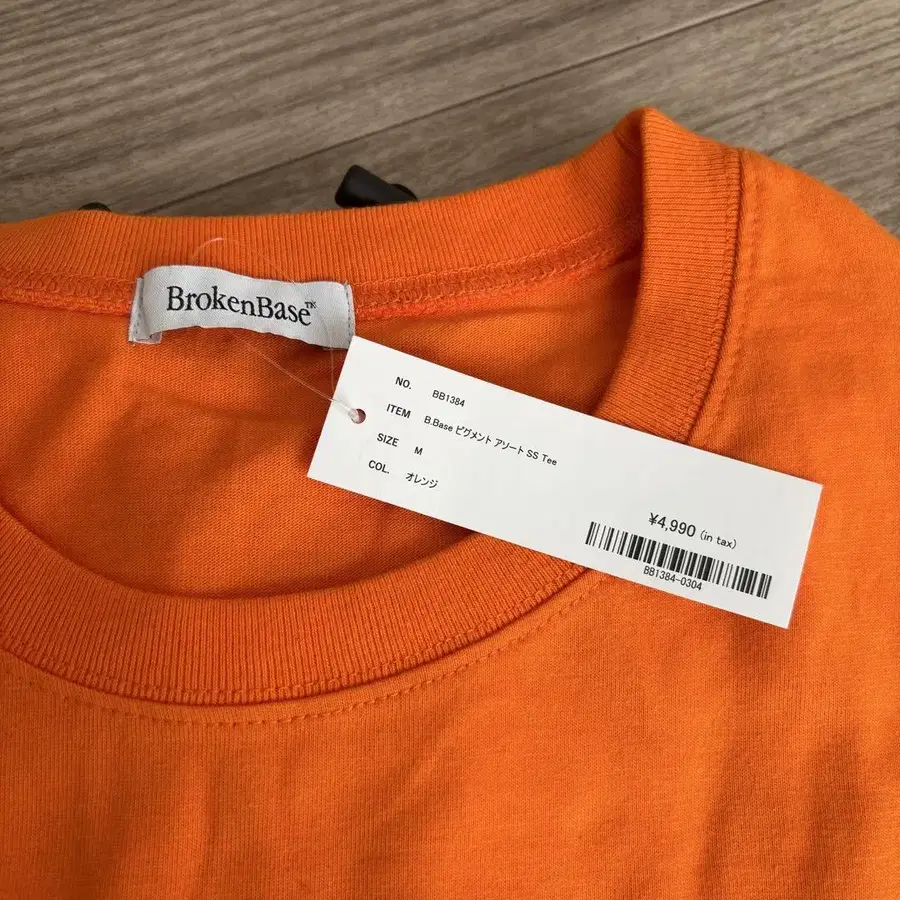 BrokenBase™
NO. BB1384
ITEM B.Base ピグメント アソート SS Tee
SIZE M
COL. オレンジ
¥4,990 (in tax)
BB1384-0304